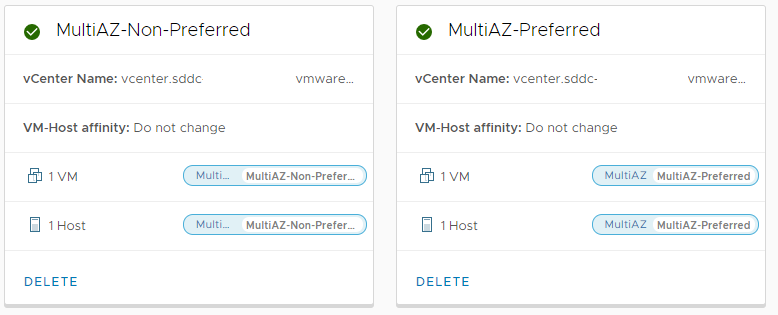 MultiAZ-Non-Preferred
vCenter Name: vcenter.sddc- vmware...
VM-Host affinity: Do not change
1 VM Multi... MultiAZ-Non-Prefer...
1 Host Multi... MultiAZ-Non-Prefer...
DELETE
MultiAZ-Preferred
vCenter Name: vcenter.sddc- vmware...
VM-Host affinity: Do not change
1 VM MultiAZ MultiAZ-Preferred
1 Host MultiAZ MultiAZ-Preferred
DELETE